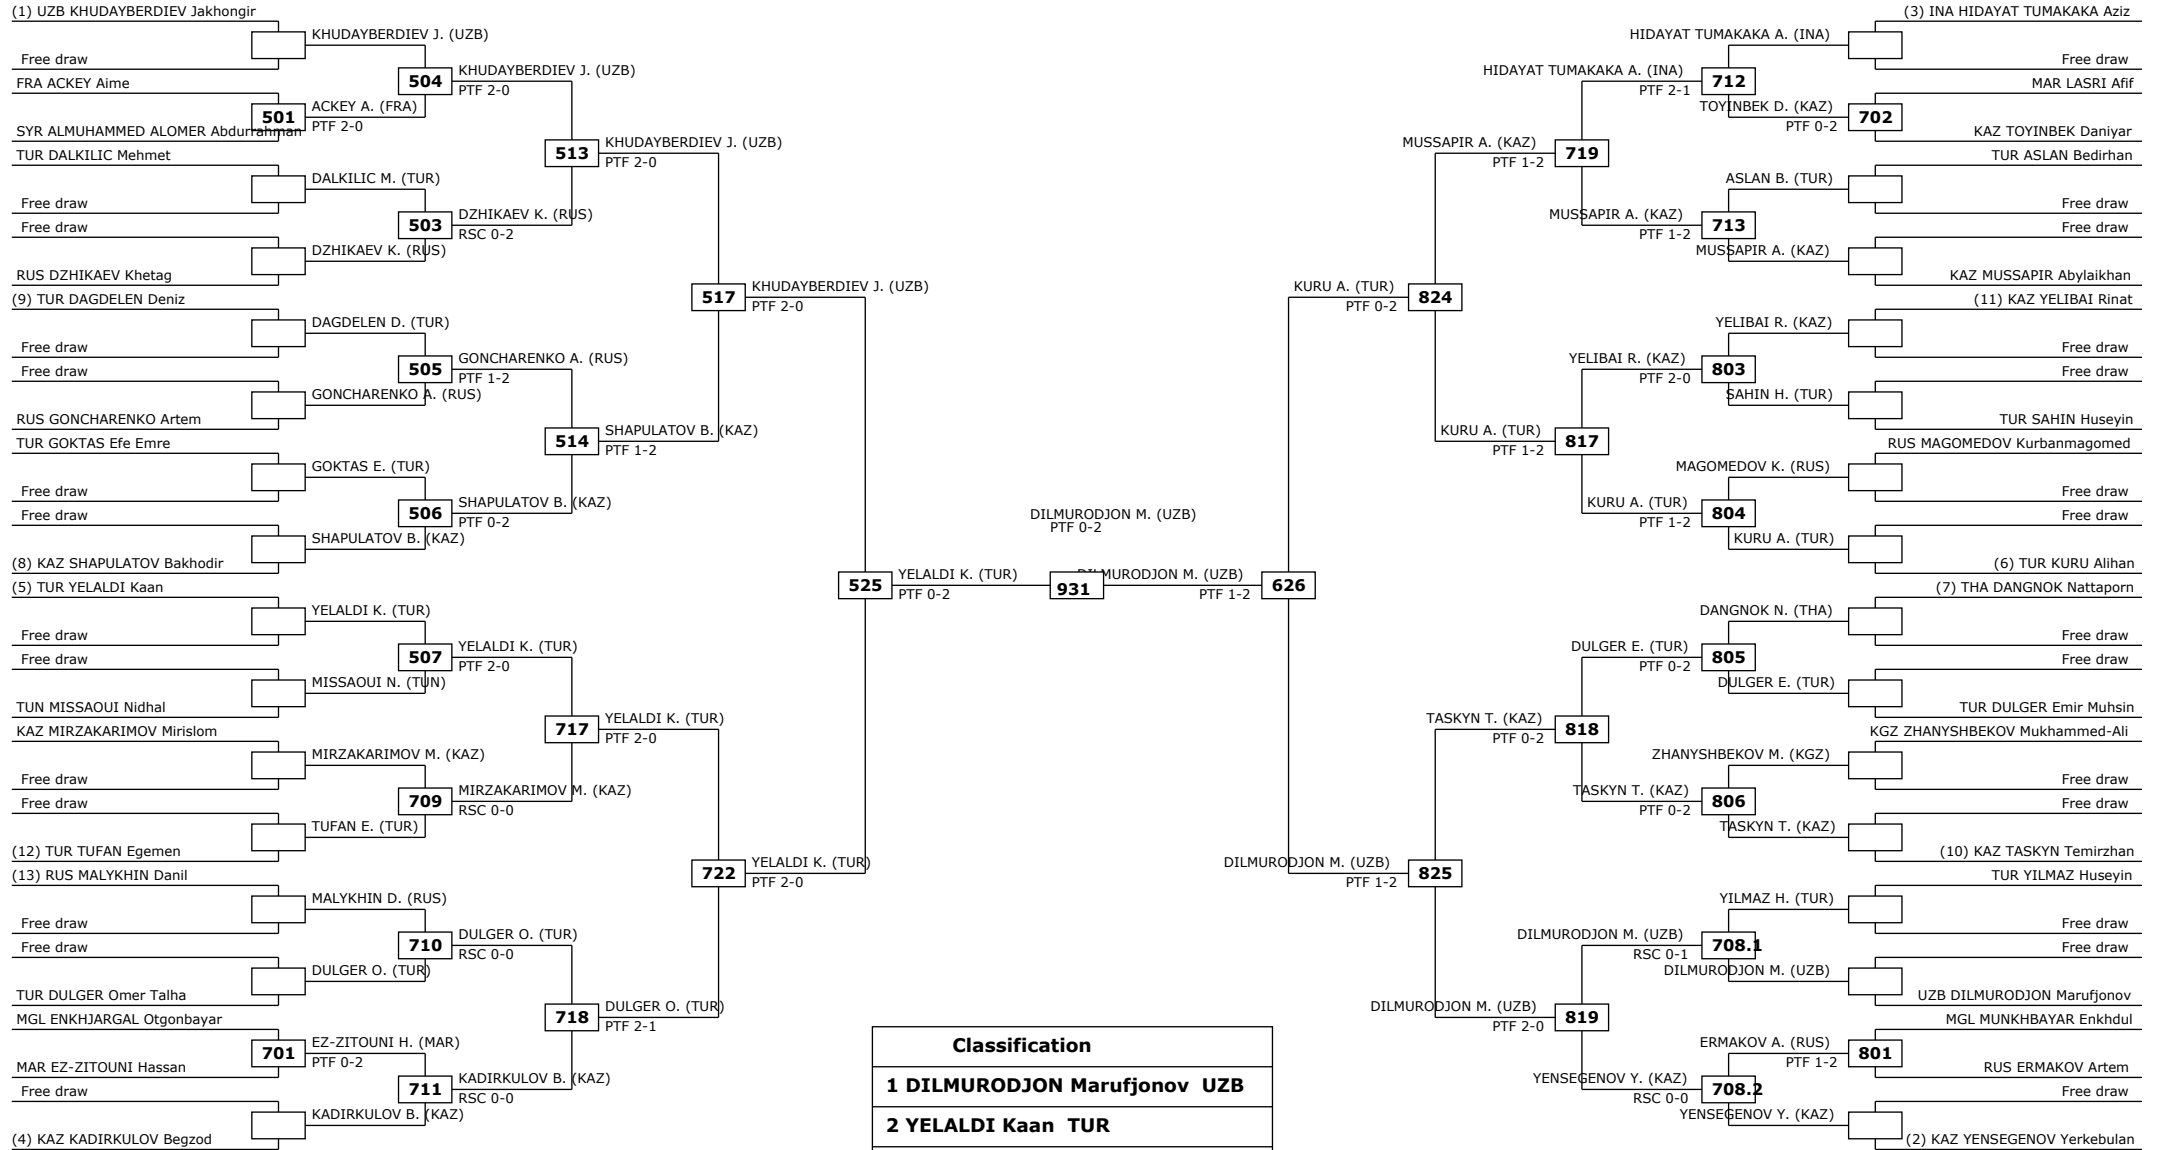 (1) UZB KHUDAYBERDIEV Jakhongir
Free draw
FRA ACKEY Aime
SYR ALMUHAMMED ALOMER Abdurrahman
TUR DALKILIC Mehmet
Free draw
Free draw
RUS DZHIKAEV Khetag
(9) TUR DAGDELEN Deniz
Free draw
Free draw
RUS GONCHARENKO Artem
TUR GOKTAS Efe Emre
Free draw
Free draw
(8) KAZ SHAPULATOV Bakhodir
(5) TUR YELALDI Kaan
Free draw
Free draw
TUN MISSAOUI Nidhal
KAZ MIRZAKARIMOV Mirislom
Free draw
Free draw
(12) TUR TUFAN Egemen
(13) RUS MALYKHIN Danil
Free draw
Free draw
TUR DULGER Omer Talha
MGL ENKHJARGAL Otgonbayar
MAR EZ-ZITOUNI Hassan
Free draw
(4) KAZ KADIRKULOV Begzod
501
701
KHUDAYBERDIEV J. (UZB)
ACKEY A. (FRA)
PTF 2-0
DALKILIC M. (TUR)
DZHIKAEV K. (RUS)
DAGDELEN D. (TUR)
GONCHARENKO A. (RUS)
GOKTAS E. (TUR)
SHAPULATOV B. (KAZ)
YELALDI K. (TUR)
MISSAOUI N. (TUN)
MIRZAKARIMOV M. (KAZ)
TUFAN E. (TUR)
MALYKHIN D. (RUS)
DULGER O. (TUR)
EZ-ZITOUNI H. (MAR)
PTF 0-2
KADIRKULOV B. (KAZ)
504
KHUDAYBERDIEV J. (UZB)
PTF 2-0
503
DZHIKAEV K. (RUS)
RSC 0-2
505
GONCHARENKO A. (RUS)
PTF 1-2
506
SHAPULATOV B. (KAZ)
PTF 0-2
507
YELALDI K. (TUR)
PTF 2-0
709
MIRZAKARIMOV M. (KAZ)
RSC 0-0
710
DULGER O. (TUR)
RSC 0-0
711
KADIRKULOV B. (KAZ)
RSC 0-0
513
KHUDAYBERDIEV J. (UZB)
PTF 2-0
514
SHAPULATOV B. (KAZ)
PTF 1-2
717
YELALDI K. (TUR)
PTF 2-0
718
DULGER O. (TUR)
PTF 2-1
517
KHUDAYBERDIEV J. (UZB)
PTF 2-0
722
YELALDI K. (TUR)
PTF 2-0
525
YELALDI K. (TUR)
PTF 0-2
DILMURODJON M. (UZB)
PTF 0-2
931
DILMURODJON M. (UZB)
PTF 1-2
626
KURU A. (TUR)
PTF 0-2
824
DILMURODJON M. (UZB)
PTF 1-2
825
MUSSAPIR A. (KAZ)
PTF 1-2
719
KURU A. (TUR)
PTF 1-2
817
TASKYN T. (KAZ)
PTF 0-2
818
DILMURODJON M. (UZB)
PTF 2-0
819
HIDAYAT TUMAKAKA A. (INA)
PTF 2-1
712
MUSSAPIR A. (KAZ)
PTF 1-2
713
YELIBAI R. (KAZ)
PTF 2-0
803
KURU A. (TUR)
PTF 1-2
804
DULGER E. (TUR)
PTF 0-2
805
TASKYN T. (KAZ)
PTF 0-2
806
DILMURODJON M. (UZB)
RSC 0-1
708.1
YENSEGENOV Y. (KAZ)
RSC 0-0
708.2
HIDAYAT TUMAKAKA A. (INA)
TOYINBEK D. (KAZ)
PTF 0-2
702
ASLAN B. (TUR)
MUSSAPIR A. (KAZ)
YELIBAI R. (KAZ)
SAHIN H. (TUR)
MAGOMEDOV K. (RUS)
KURU A. (TUR)
DANGNOK N. (THA)
DULGER E. (TUR)
ZHANYSHBEKOV M. (KGZ)
TASKYN T. (KAZ)
YILMAZ H. (TUR)
DILMURODJON M. (UZB)
ERMAKOV A. (RUS)
PTF 1-2
801
YENSEGENOV Y. (KAZ)
(3) INA HIDAYAT TUMAKAKA Aziz
Free draw
MAR LASRI Afif
KAZ TOYINBEK Daniyar
TUR ASLAN Bedirhan
Free draw
Free draw
KAZ MUSSAPIR Abylaikhan
(11) KAZ YELIBAI Rinat
Free draw
Free draw
TUR SAHIN Huseyin
RUS MAGOMEDOV Kurbanmagomed
Free draw
Free draw
(6) TUR KURU Alihan
(7) THA DANGNOK Nattaporn
Free draw
Free draw
TUR DULGER Emir Muhsin
KGZ ZHANYSHBEKOV Mukhammed-Ali
Free draw
Free draw
(10) KAZ TASKYN Temirzhan
TUR YILMAZ Huseyin
Free draw
Free draw
UZB DILMURODJON Marufjonov
MGL MUNKHBAYAR Enkhdul
RUS ERMAKOV Artem
Free draw
(2) KAZ YENSEGENOV Yerkebulan
Classification
1 DILMURODJON Marufjonov UZB
2 YELALDI Kaan TUR